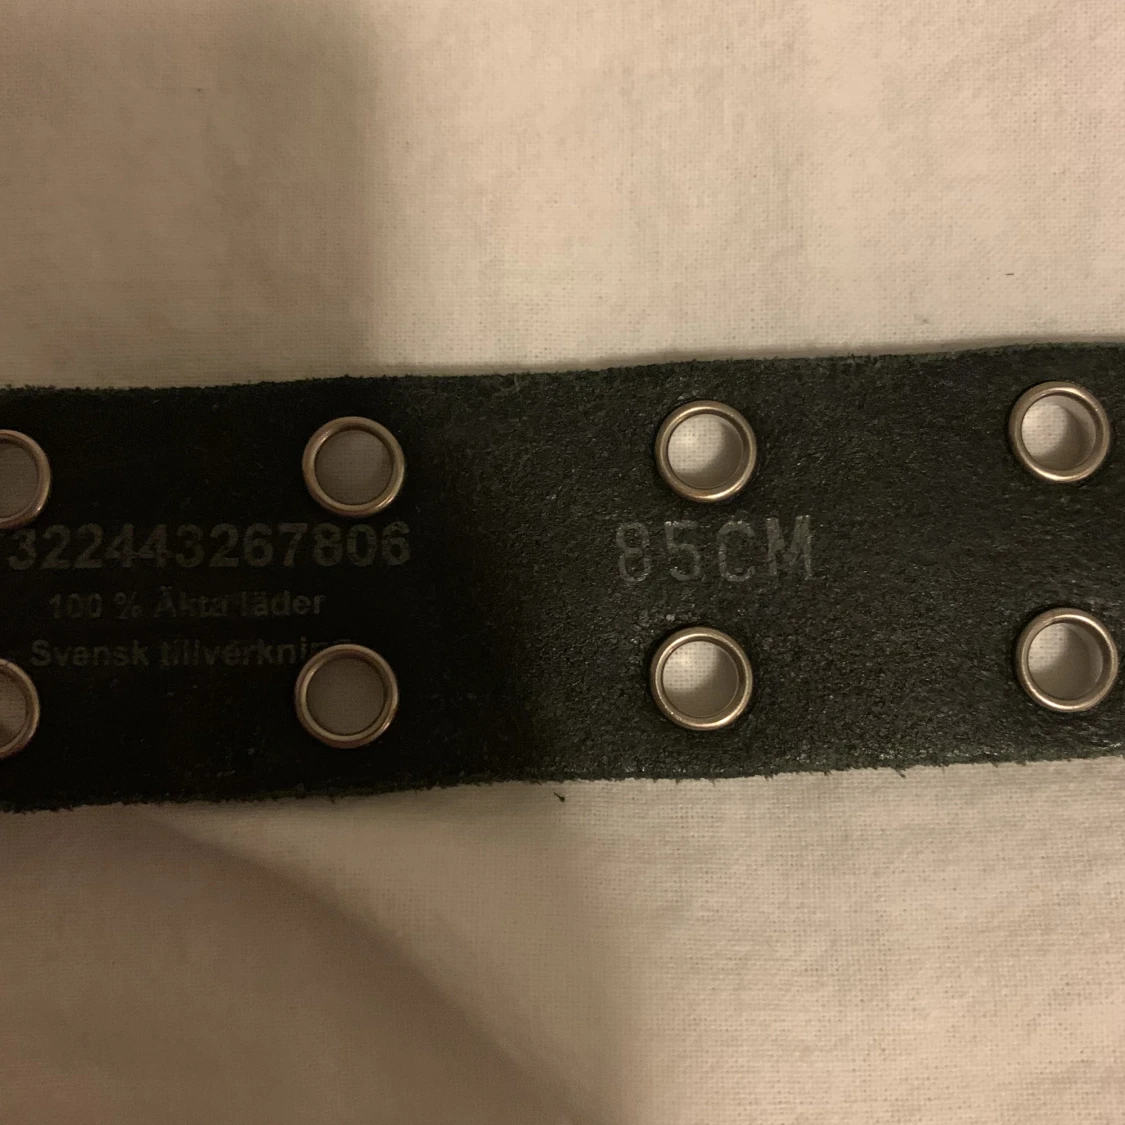 322443267806
100 % Äkta läder
Svensk tillverkning
85CM